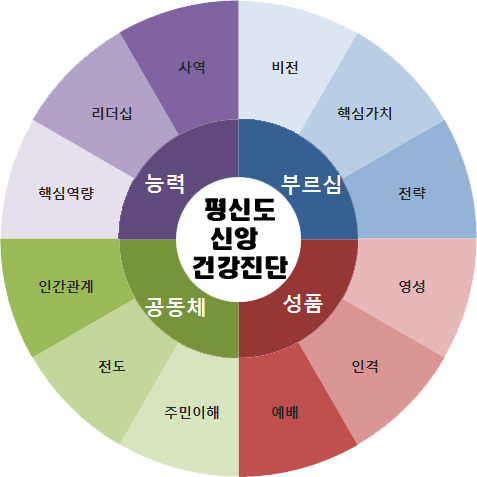 사역
비전
리더십
핵심가치
핵심역량
능력
부르심
전략
평신도
신앙
건강진단
인간관계
공동체
성품
영성
전도
인격
주민이해
예배